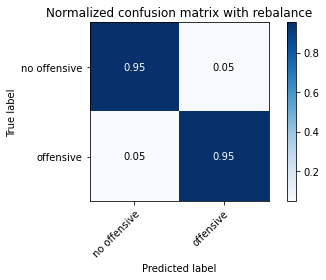 Normalized confusion matrix with rebalance
True label
no offensive
0.95
0.05
offensive
0.05
0.95
no offensive
offensive
Predicted label
0.8
0.6
0.4
0.2